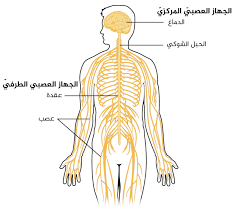 الجهاز العصبي المركزيّ
الدماغ
الحبل الشوكي
الجهاز العصبي الطرفيّ
عقدة
عصب